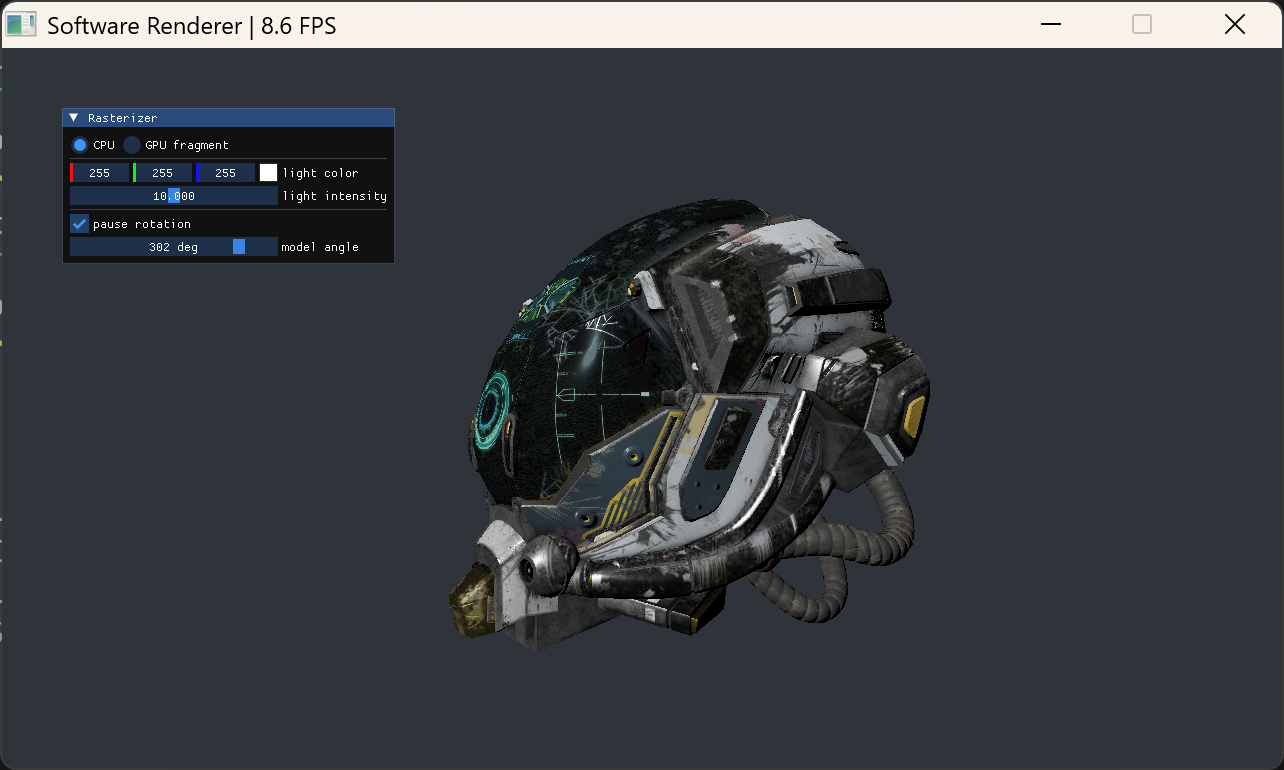 Software Renderer | 8.6 FPS
Rasterizer
CPU GPU fragment
255 255 255 light color
10.000 light intensity
pause rotation
302 deg model angle